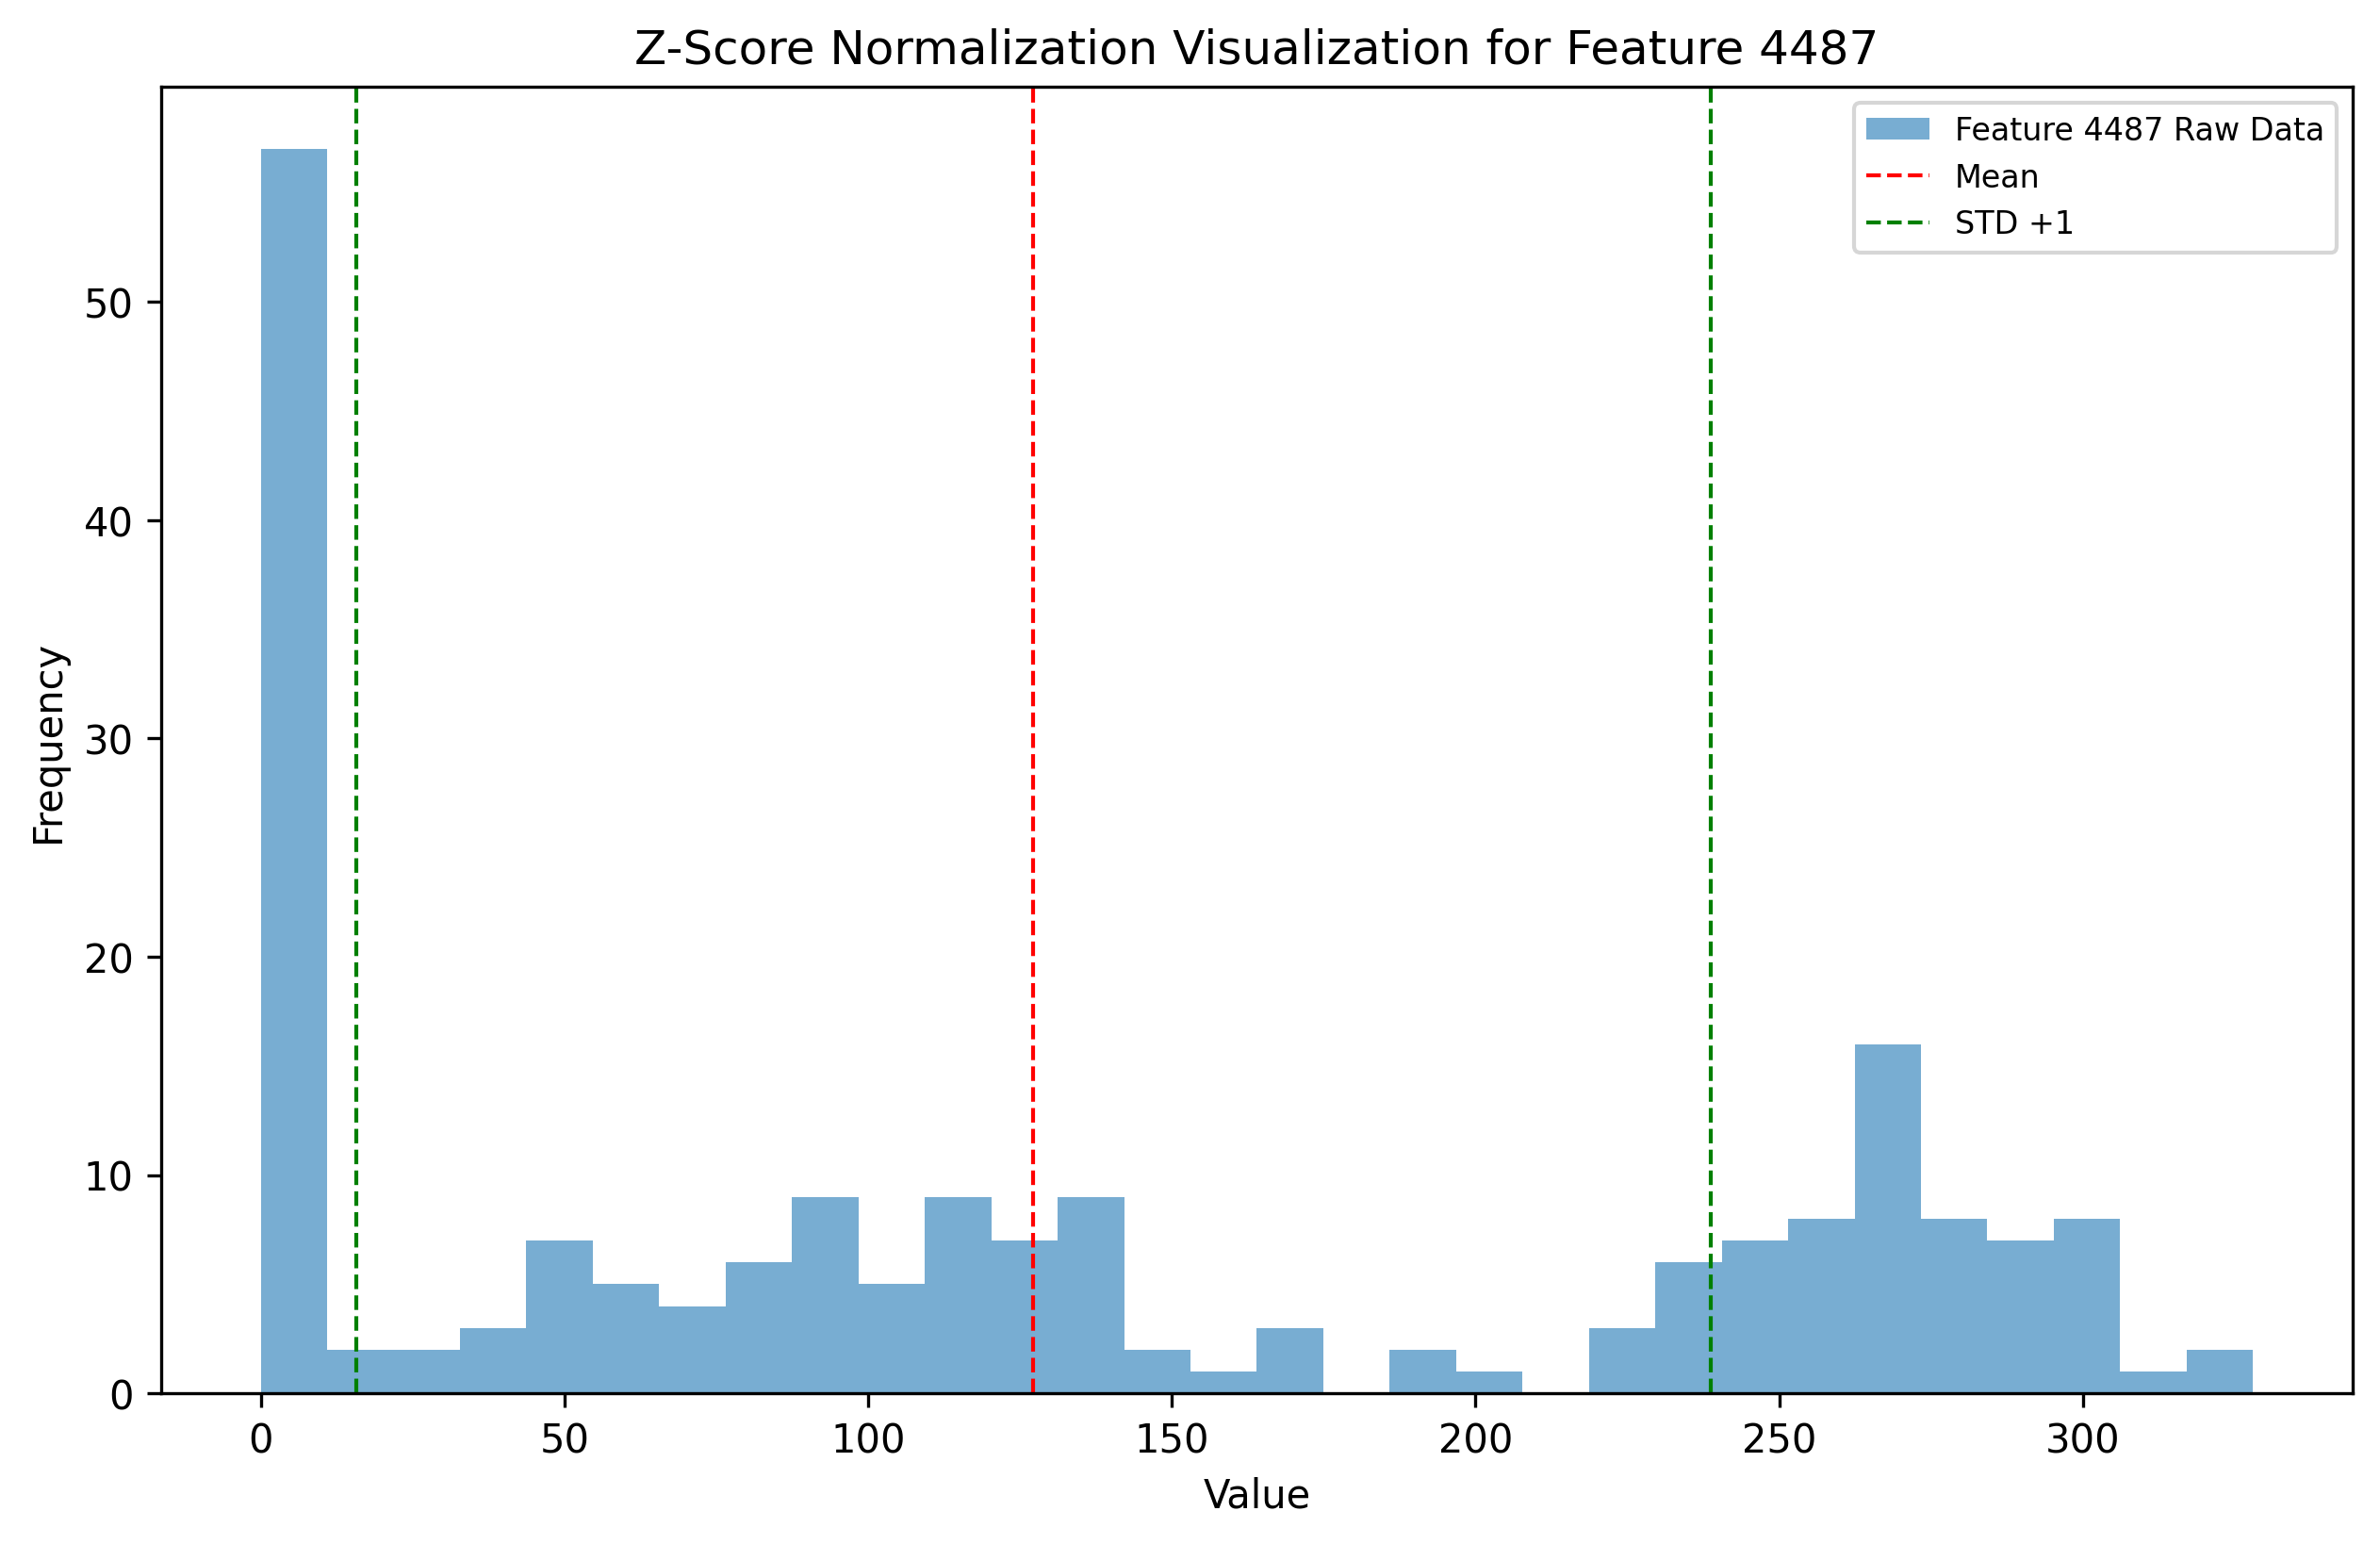 Z-Score Normalization Visualization for Feature 4487
Feature 4487 Raw Data
Mean
STD +1
50
40
30
20
10
0
Frequency
0 50 100 150 200 250 300
Value